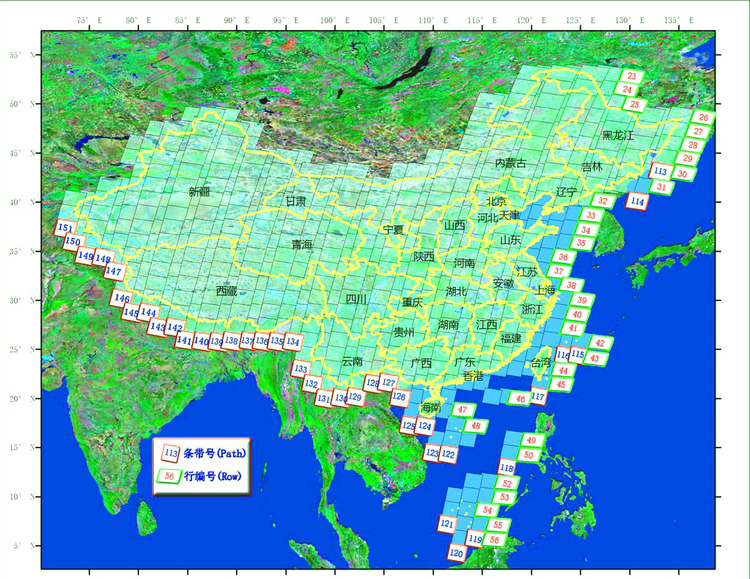 75° E 80° E 85° E 90° E 95° E 100° E 105° E 110° E 115° E 120° E 125° E 130° E 135° E
55° N
23
24
50° N
25
26
黑龙江
27
28
45° N
内蒙古
吉林
29
113
30
31
新疆
辽宁
40° N
甘肃
北京
32
114
天津
河北
33
151
山西
宁夏
34
150
青海
山东
35
149
148
35° N
陕西
河南
36
147
江苏
37
安徽
西藏
湖北
上海
38
146
四川
重庆
30° N
39
145
144
浙江
40
143
142
贵州
湖南
江西
41
141
140
139
138
137
136
135
134
福建
42
25° N
云南
广西
广东
台湾
116
115
43
133
香港
44
132
128
127
45
131
130
129
126
46
117
20° N
海南
47
125
124
48
49
15° N
123
122
50
113 条带号(Path)
118
56 行编号(Row)
52
10° N
53
54
121
55
5° N
119
56
120